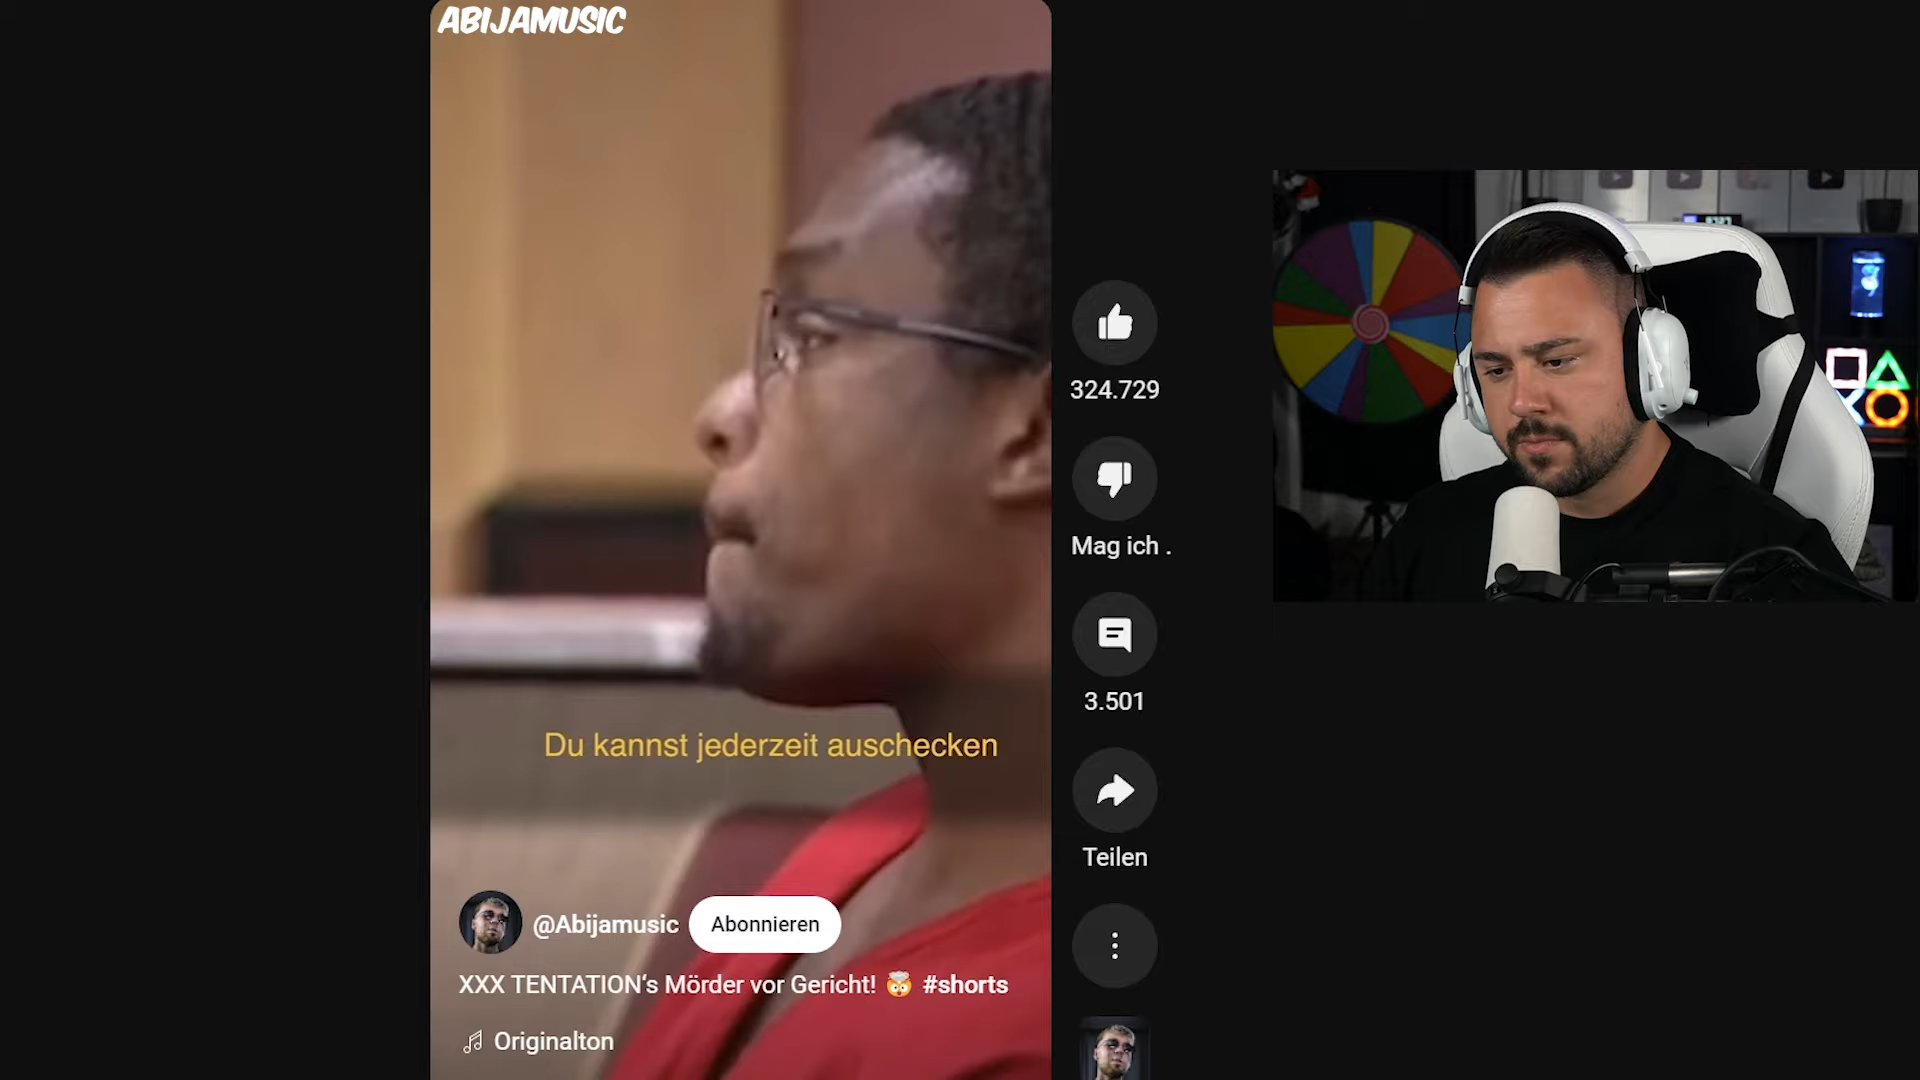 ABIJAMUSIC
324.729
Mag ich .
3.501
Du kannst jederzeit auschecken
Teilen
@Abijamusic
Abonnieren
XXX TENTATION‘s Mörder vor Gericht! 🤯 #shorts
Originalton